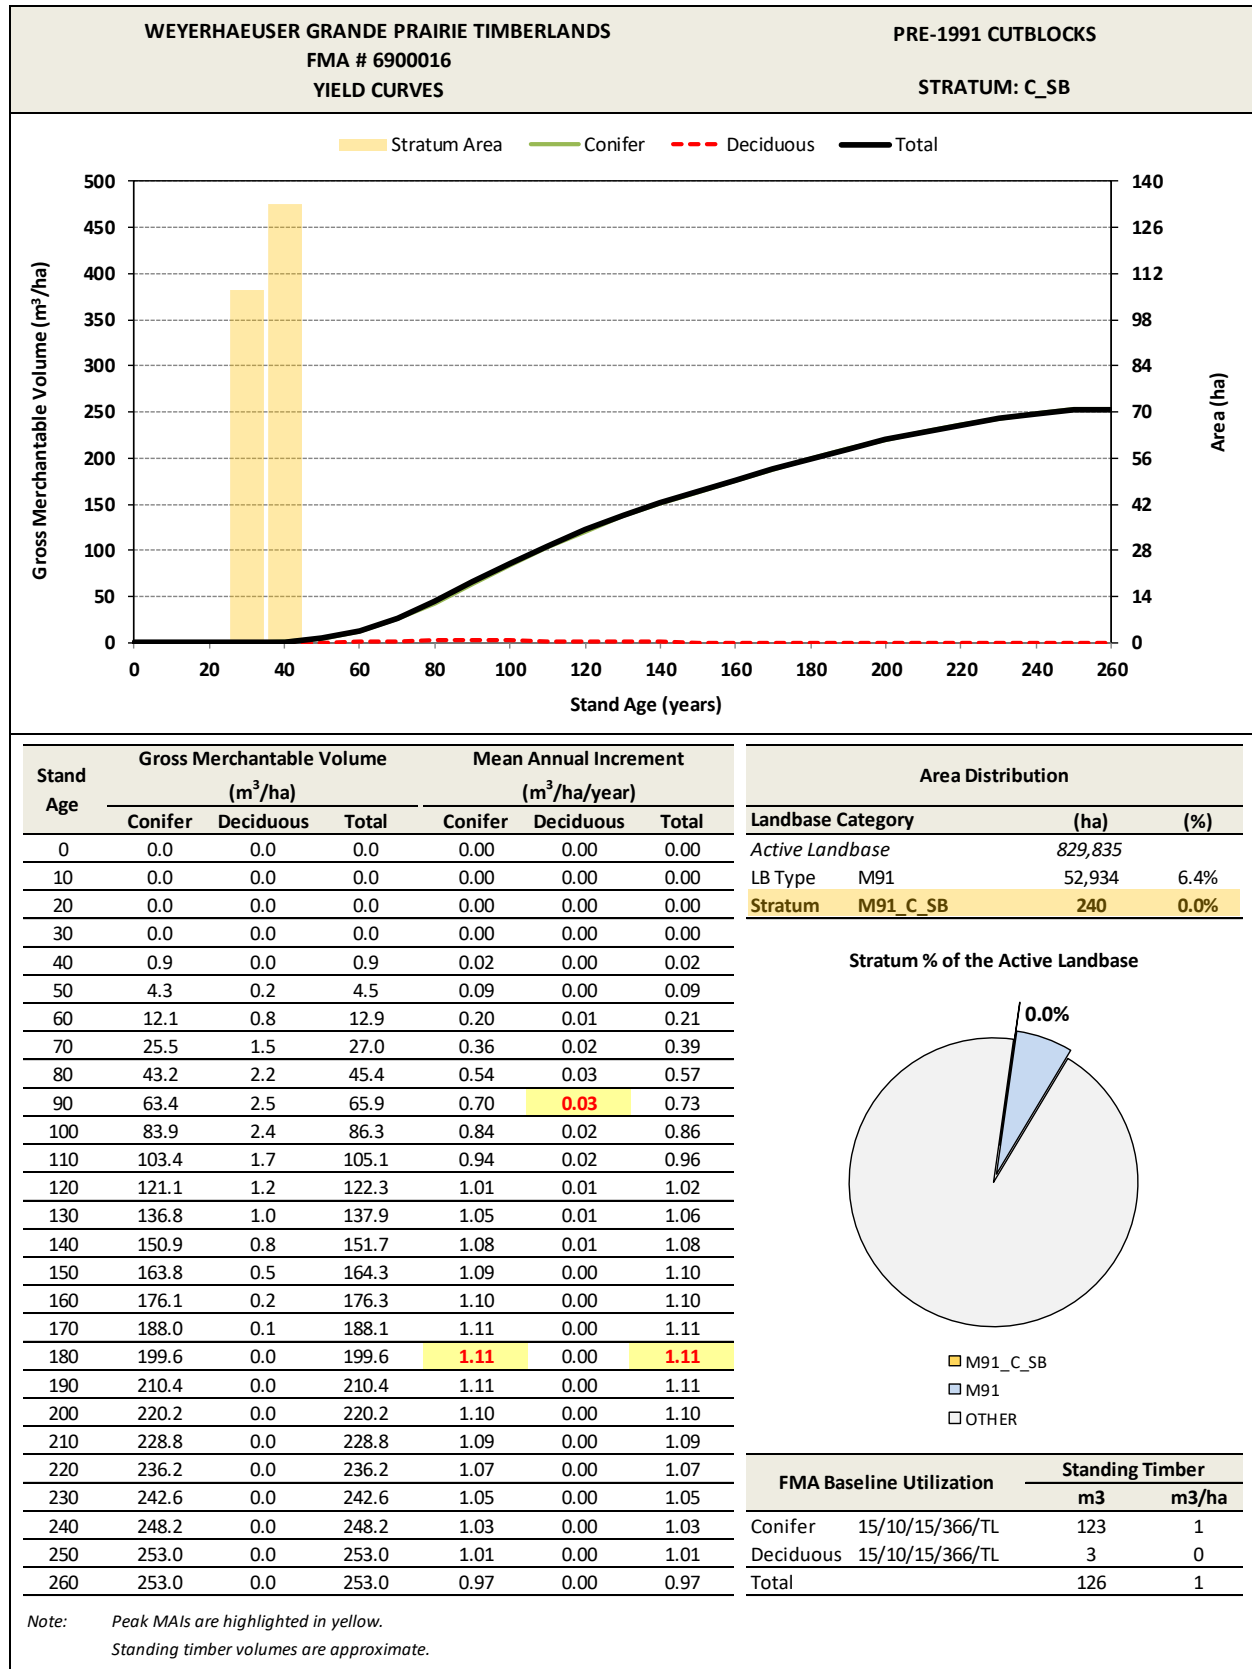 WEYERHAEUSER GRANDE PRAIRIE TIMBERLANDS
FMA # 6900016
YIELD CURVES
PRE-1991 CUTBLOCKS
STRATUM: C_SB
Stratum Area Conifer Deciduous Total
Gross Merchantable Volume (m³/ha)
500
450
400
350
300
250
200
150
100
50
0
140
126
112
98
84
70
56
42
28
14
0
Area (ha)
0 20 40 60 80 100 120 140 160 180 200 220 240 260
Stand Age (years)
Stand Age Gross Merchantable Volume (m³/ha) Mean Annual Increment (m³/ha/year)
Conifer Deciduous Total Conifer Deciduous Total
0 0.0 0.0 0.0 0.00 0.00 0.00
10 0.0 0.0 0.0 0.00 0.00 0.00
20 0.0 0.0 0.0 0.00 0.00 0.00
30 0.0 0.0 0.0 0.00 0.00 0.00
40 0.9 0.0 0.9 0.02 0.00 0.02
50 4.3 0.2 4.5 0.09 0.00 0.09
60 12.1 0.8 12.9 0.20 0.01 0.21
70 25.5 1.5 27.0 0.36 0.02 0.39
80 43.2 2.2 45.4 0.54 0.03 0.57
90 63.4 2.5 65.9 0.70 0.03 0.73
100 83.9 2.4 86.3 0.84 0.02 0.86
110 103.4 1.7 105.1 0.94 0.02 0.96
120 121.1 1.2 122.3 1.01 0.01 1.02
130 136.8 1.0 137.9 1.05 0.01 1.06
140 150.9 0.8 151.7 1.08 0.01 1.08
150 163.8 0.5 164.3 1.09 0.00 1.10
160 176.1 0.2 176.3 1.10 0.00 1.10
170 188.0 0.1 188.1 1.11 0.00 1.11
180 199.6 0.0 199.6 1.11 0.00 1.11
190 210.4 0.0 210.4 1.11 0.00 1.11
200 220.2 0.0 220.2 1.10 0.00 1.10
210 228.8 0.0 228.8 1.09 0.00 1.09
220 236.2 0.0 236.2 1.07 0.00 1.07
230 242.6 0.0 242.6 1.05 0.00 1.05
240 248.2 0.0 248.2 1.03 0.00 1.03
250 253.0 0.0 253.0 1.01 0.00 1.01
260 253.0 0.0 253.0 0.97 0.00 0.97
Area Distribution
Landbase Category (ha) (%)
Active Landbase 829,835
LB Type M91 52,934 6.4%
Stratum M91_C_SB 240 0.0%
Stratum % of the Active Landbase
0.0%
M91_C_SB
M91
OTHER
FMA Baseline Utilization Standing Timber
m3 m3/ha
Conifer 15/10/15/366/TL 123 1
Deciduous 15/10/15/366/TL 3 0
Total 126 1
Note: Peak MAIs are highlighted in yellow.
Standing timber volumes are approximate.